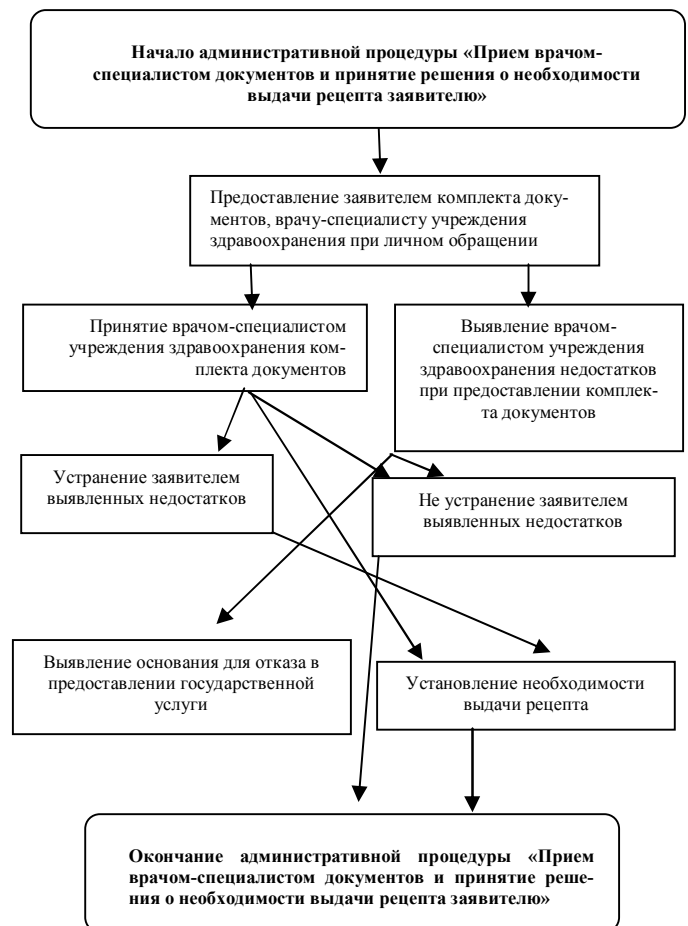 Начало административной процедуры «Прием врачом-
специалистом документов и принятие решения о необходимости
выдачи рецепта заявителю»
Предоставление заявителем комплекта доку-
ментов, врачу-специалисту учреждения
здравоохранения при личном обращении
Принятие врачом-специалистом
учреждения здравоохранения ком-
плекта документов
Выявление врачом-
специалистом учреждения
здравоохранения недостатков
при предоставлении комплек-
та документов
Устранение заявителем
выявленных недостатков
Не устранение заявителем
выявленных недостатков
Выявление основания для отказа в
предоставлении государственной
услуги
Установление необходимости
выдачи рецепта
Окончание административной процедуры «Прием
врачом-специалистом документов и принятие реше-
ния о необходимости выдачи рецепта заявителю»